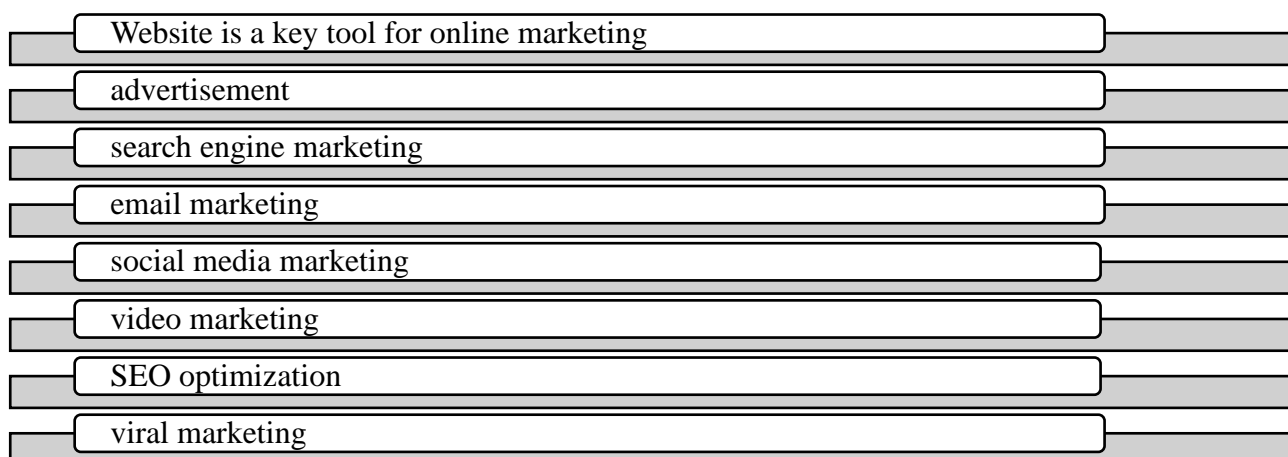 Website is a key tool for online marketing
advertisement
search engine marketing
email marketing
social media marketing
video marketing
SEO optimization
viral marketing